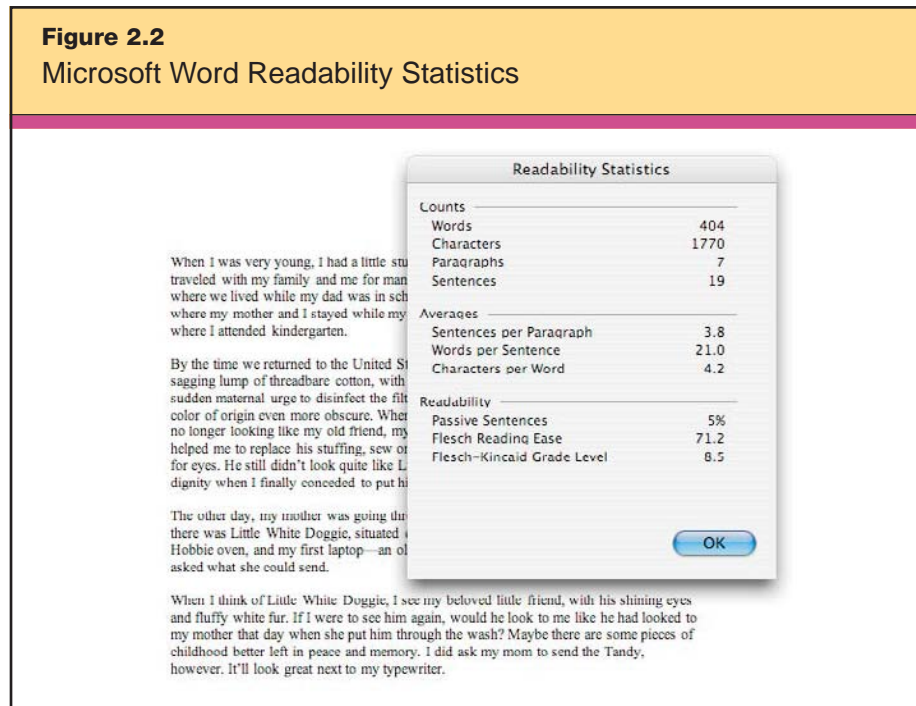 Figure 2.2
Microsoft Word Readability Statistics
Readability Statistics
Counts
Words 404
Characters 1770
Paragraphs 7
Sentences 19
Averages
Sentences per Paragraph 3.8
Words per Sentence 21.0
Characters per Word 4.2
Readability
Passive Sentences 5%
Flesch Reading Ease 71.2
Flesch-Kincaid Grade Level 8.5
OK
When I was very young, I had a little
traveled with my family and me for
where we lived while my dad was in
where my mother and I stayed while my
where I attended kindergarten.
By the time we returned to the United
sagging lump of threadbare cotton, with
sudden maternal urge to disinfect the
color of origin even more obscure.
no longer looking like my old friend, my
helped me to replace his stuffing, sew
for eyes. He still didn't look quite like
dignity when I finally conceded to put
The other day, my mother was going
there was Little White Doggie, situated
Hobbie oven, and my first laptop—an
asked what she could send.
When I think of Little White Doggie, I see my beloved little friend, with his shining eyes
and fluffy white fur. If I were to see him again, would he look to me like he had looked to
my mother that day when she put him through the wash? Maybe there are some pieces of
childhood better left in peace and memory. I did ask my mom to send the Tandy,
however. It'll look great next to my typewriter.